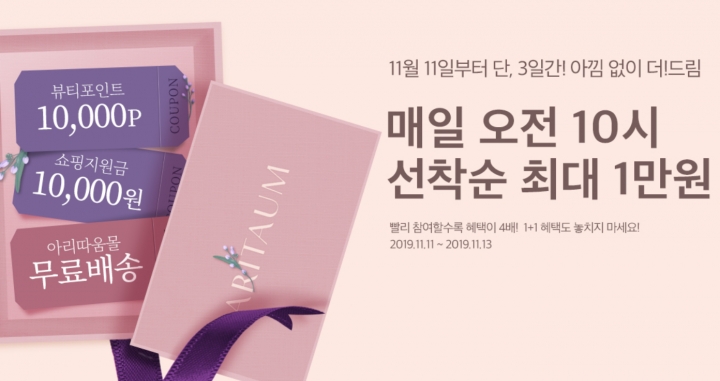 뷰티포인트
10,000P
COUPON
쇼핑지원금
10,000원
COUPON
아리따움몰
무료배송
ARITAUM
11월 11일부터 단, 3일간! 아낌 없이 더!드림
매일 오전 10시
선착순 최대 1만원
빨리 참여할수록 혜택이 4배! 1+1 혜택도 놓치지 마세요!
2019.11.11 ~ 2019.11.13